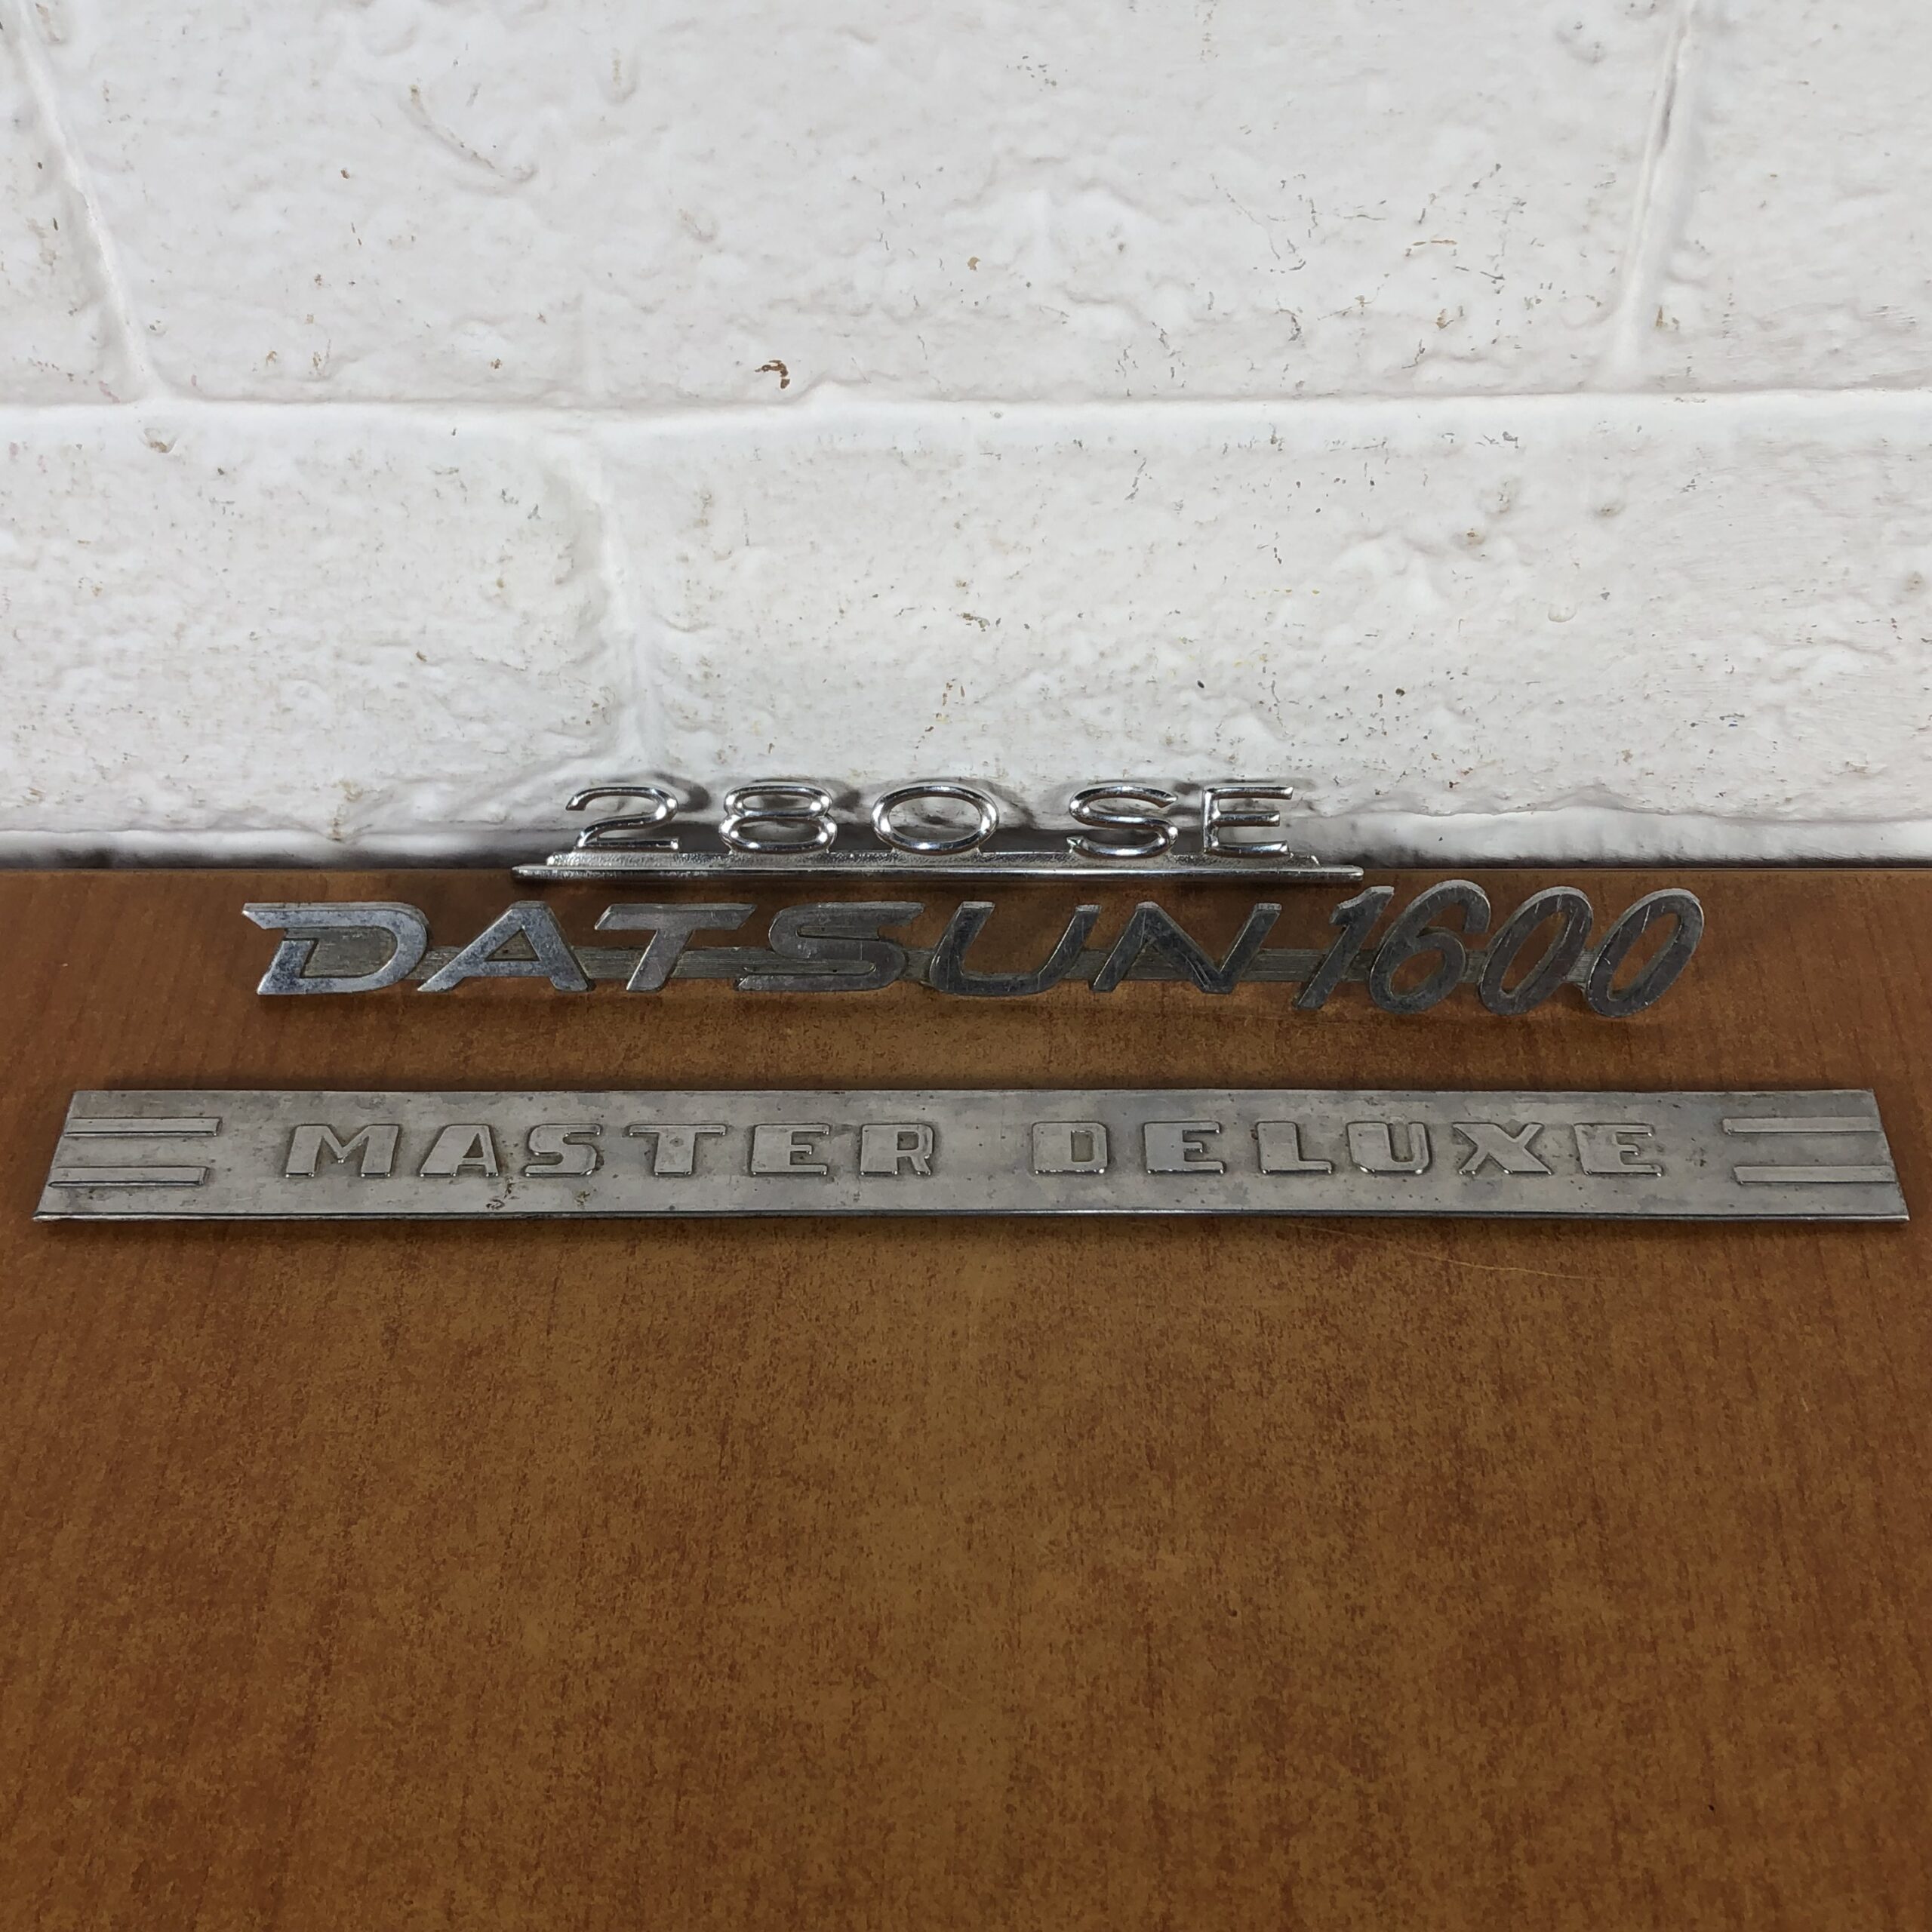 280 SE
DATSUN 1600
MASTER DELUXE